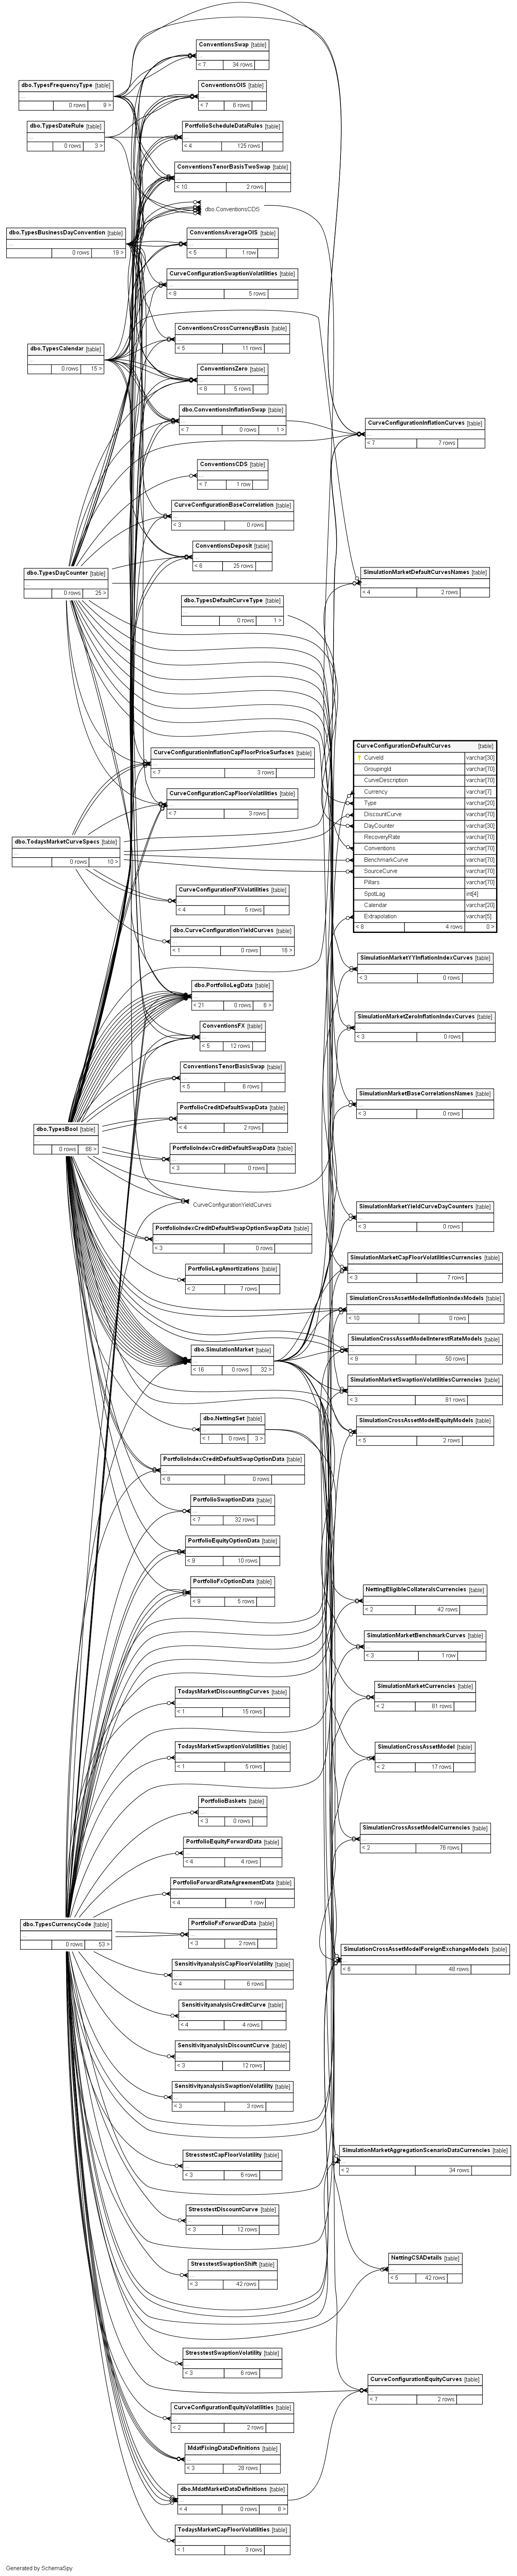 ConventionsSwap [table]
...
< 7 34 rows
dbo.TypesFrequencyType [table]
...
0 rows 9 >
ConventionsOIS [table]
...
< 7 6 rows
dbo.TypesDateRule [table]
...
0 rows 3 >
PortfolioScheduleDataRules [table]
...
< 4 125 rows
ConventionsTenorBasisTwoSwap [table]
...
< 10 2 rows
dbo.ConventionsCDS
dbo.TypesBusinessDayConvention [table]
...
0 rows 19 >
ConventionsAverageOIS [table]
...
< 5 1 row
CurveConfigurationSwaptionVolatilities [table]
...
< 8 5 rows
ConventionsCrossCurrencyBasis [table]
...
< 5 11 rows
dbo.TypesCalendar [table]
...
0 rows 15 >
ConventionsZero [table]
...
< 8 5 rows
dbo.ConventionsInflationSwap [table]
...
< 7 0 rows 1 >
CurveConfigurationInflationCurves [table]
...
< 7 7 rows
ConventionsCDS [table]
...
< 7 1 row
CurveConfigurationBaseCorrelation [table]
...
< 3 0 rows
ConventionsDeposit [table]
...
< 8 25 rows
dbo.TypesDayCounter [table]
...
0 rows 25 >
SimulationMarketDefaultCurvesNames [table]
...
< 4 2 rows
dbo.TypesDefaultCurveType [table]
...
0 rows 1 >
CurveConfigurationDefaultCurves [table]
CurveId varchar[30]
GroupingId varchar[70]
CurveDescription varchar[70]
Currency varchar[7]
Type varchar[20]
DiscountCurve varchar[70]
DayCounter varchar[30]
RecoveryRate varchar[70]
Conventions varchar[70]
BenchmarkCurve varchar[70]
SourceCurve varchar[70]
Pillars varchar[70]
SpotLag int[4]
Calendar varchar[20]
Extrapolation varchar[5]
< 8 4 rows 0 >
CurveConfigurationInflationCapFloorPriceSurfaces [table]
...
< 7 3 rows
CurveConfigurationCapFloorVolatilities [table]
...
< 7 3 rows
dbo.TodaysMarketCurveSpecs [table]
...
0 rows 10 >
CurveConfigurationFXVolatilities [table]
...
< 4 5 rows
dbo.CurveConfigurationYieldCurves [table]
...
< 1 0 rows 16 >
SimulationMarketYYInflationIndexCurves [table]
...
< 3 0 rows
dbo.PortfolioLegData [table]
...
< 21 0 rows 6 >
SimulationMarketZeroInflationIndexCurves [table]
...
< 3 0 rows
ConventionsFX [table]
...
< 5 12 rows
ConventionsTenorBasisSwap [table]
...
< 5 6 rows
SimulationMarketBaseCorrelationsNames [table]
...
< 3 0 rows
PortfolioCreditDefaultSwapData [table]
...
< 4 2 rows
dbo.TypesBool [table]
...
0 rows 66 >
PortfolioIndexCreditDefaultSwapData [table]
...
< 3 0 rows
CurveConfigurationYieldCurves
SimulationMarketYieldCurveDayCounters [table]
...
< 3 0 rows
PortfolioIndexCreditDefaultSwapOptionSwapData [table]
...
< 3 0 rows
SimulationMarketCapFloorVolatilitiesCurrencies [table]
...
< 3 7 rows
PortfolioLegAmortizations [table]
...
< 2 7 rows
SimulationCrossAssetModelInflationIndexModels [table]
...
< 10 0 rows
dbo.SimulationMarket [table]
...
< 16 0 rows 32 >
SimulationCrossAssetModelInterestRateModels [table]
...
< 9 50 rows
SimulationMarketSwaptionVolatilitiesCurrencies [table]
...
< 3 81 rows
dbo.NettingSet [table]
...
< 1 0 rows 3 >
SimulationCrossAssetModelEquityModels [table]
...
< 5 2 rows
PortfolioIndexCreditDefaultSwapOptionData [table]
...
< 8 0 rows
PortfolioSwaptionData [table]
...
< 7 32 rows
PortfolioEquityOptionData [table]
...
< 9 10 rows
PortfolioFxOptionData [table]
...
< 9 5 rows
NettingEligibleCollateralsCurrencies [table]
...
< 2 42 rows
SimulationMarketBenchmarkCurves [table]
...
< 3 1 row
TodaysMarketDiscountingCurves [table]
...
< 1 15 rows
SimulationMarketCurrencies [table]
...
< 2 81 rows
TodaysMarketSwaptionVolatilities [table]
...
< 1 5 rows
SimulationCrossAssetModel [table]
...
< 2 17 rows
PortfolioBaskets [table]
...
< 3 0 rows
SimulationCrossAssetModelCurrencies [table]
...
< 2 76 rows
PortfolioEquityForwardData [table]
...
< 4 4 rows
PortfolioForwardRateAgreementData [table]
...
< 4 1 row
dbo.TypesCurrencyCode [table]
...
0 rows 53 >
PortfolioFxForwardData [table]
...
< 3 2 rows
SimulationCrossAssetModelForeignExchangeModels [table]
...
< 6 48 rows
SensitivityanalysisCapFloorVolatility [table]
...
< 4 6 rows
SensitivityanalysisCreditCurve [table]
...
< 4 4 rows
SensitivityanalysisDiscountCurve [table]
...
< 3 12 rows
SensitivityanalysisSwaptionVolatility [table]
...
< 3 3 rows
StresstestCapFloorVolatility [table]
...
< 3 6 rows
SimulationMarketAggregationScenarioDataCurrencies [table]
...
< 2 34 rows
StresstestDiscountCurve [table]
...
< 3 12 rows
StresstestSwaptionShift [table]
...
< 3 42 rows
NettingCSADetails [table]
...
< 5 42 rows
StresstestSwaptionVolatility [table]
...
< 3 6 rows
CurveConfigurationEquityCurves [table]
...
< 7 2 rows
CurveConfigurationEquityVolatilities [table]
...
< 2 2 rows
MdatFixingDataDefinitions [table]
...
< 3 28 rows
dbo.MdatMarketDataDefinitions [table]
...
< 4 0 rows 6 >
TodaysMarketCapFloorVolatilities [table]
...
< 1 3 rows
Generated by SchemaSpy